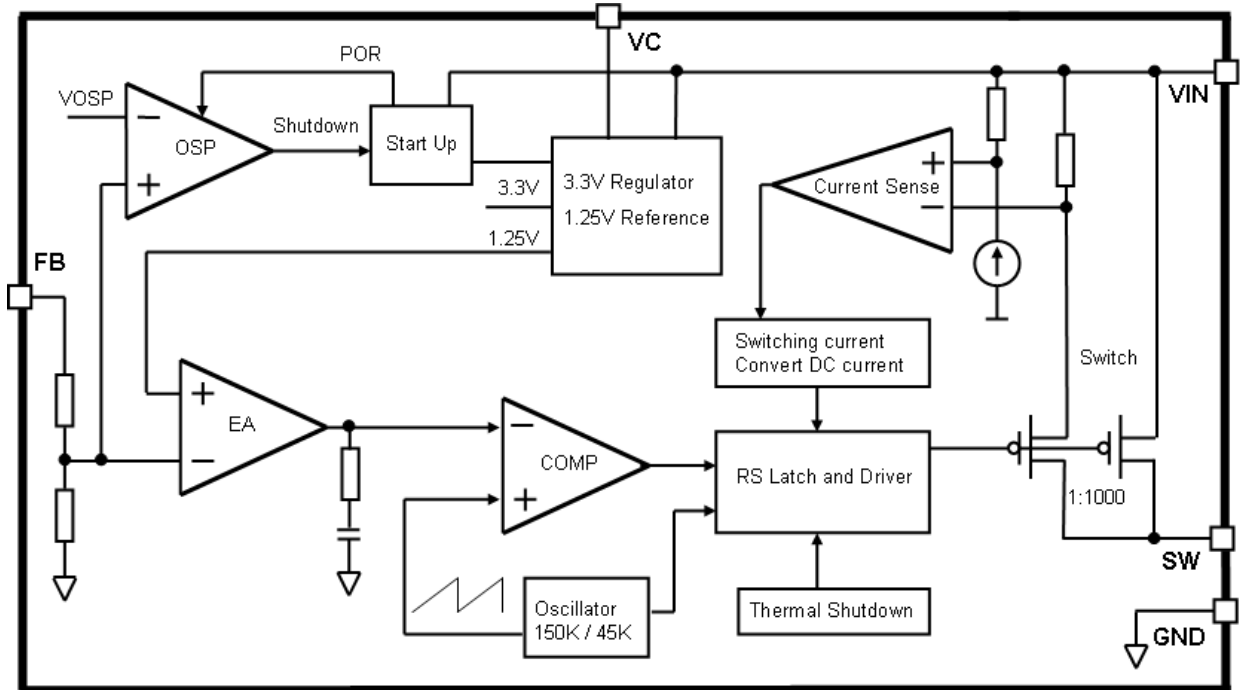 VC
POR
VIN
VOSP
−
OSP
+
Shutdown
Start Up
3.3V
3.3V Regulator
1.25V Reference
1.25V
+
Current Sense
−
FB
Switching current
Convert DC current
Switch
+
EA
−
−
COMP
+
RS Latch and Driver
1:1000
SW
Oscillator
150K / 45K
Thermal Shutdown
GND